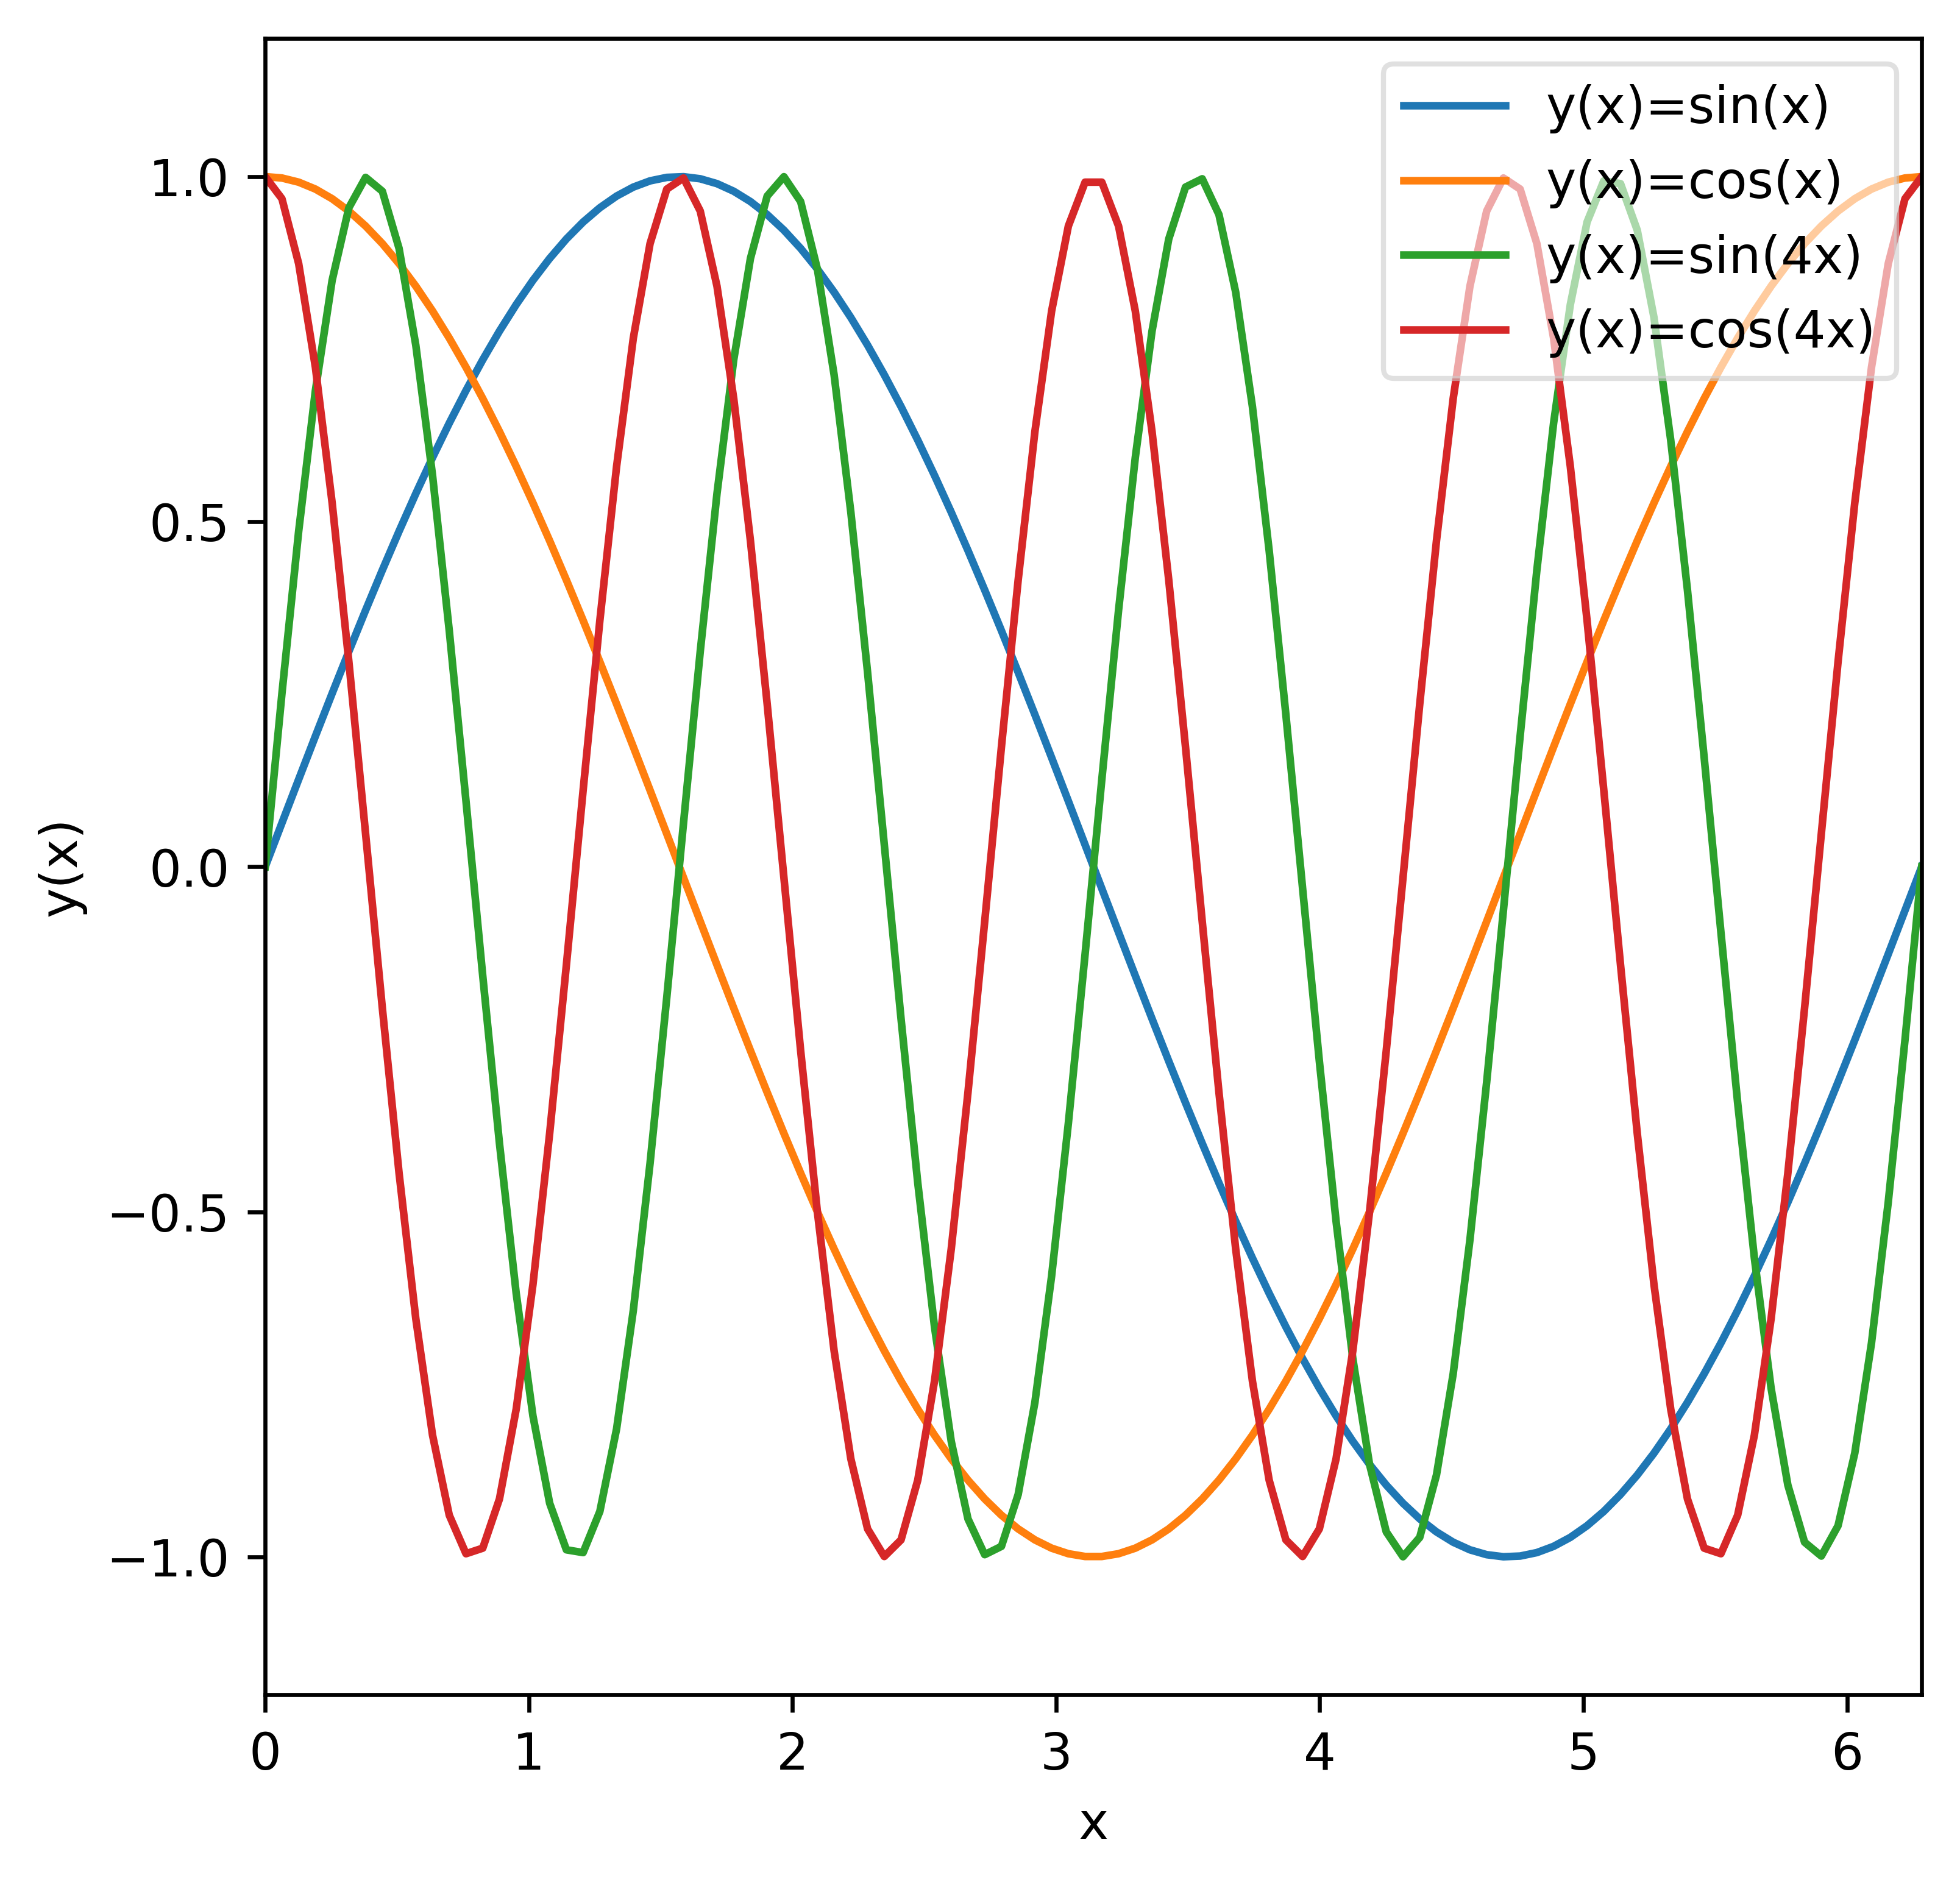 y(x)=sin(x)
y(x)=cos(x)
y(x)=sin(4x)
y(x)=cos(4x)
1.0
0.5
0.0
−0.5
−1.0
y(x)
0 1 2 3 4 5 6
x